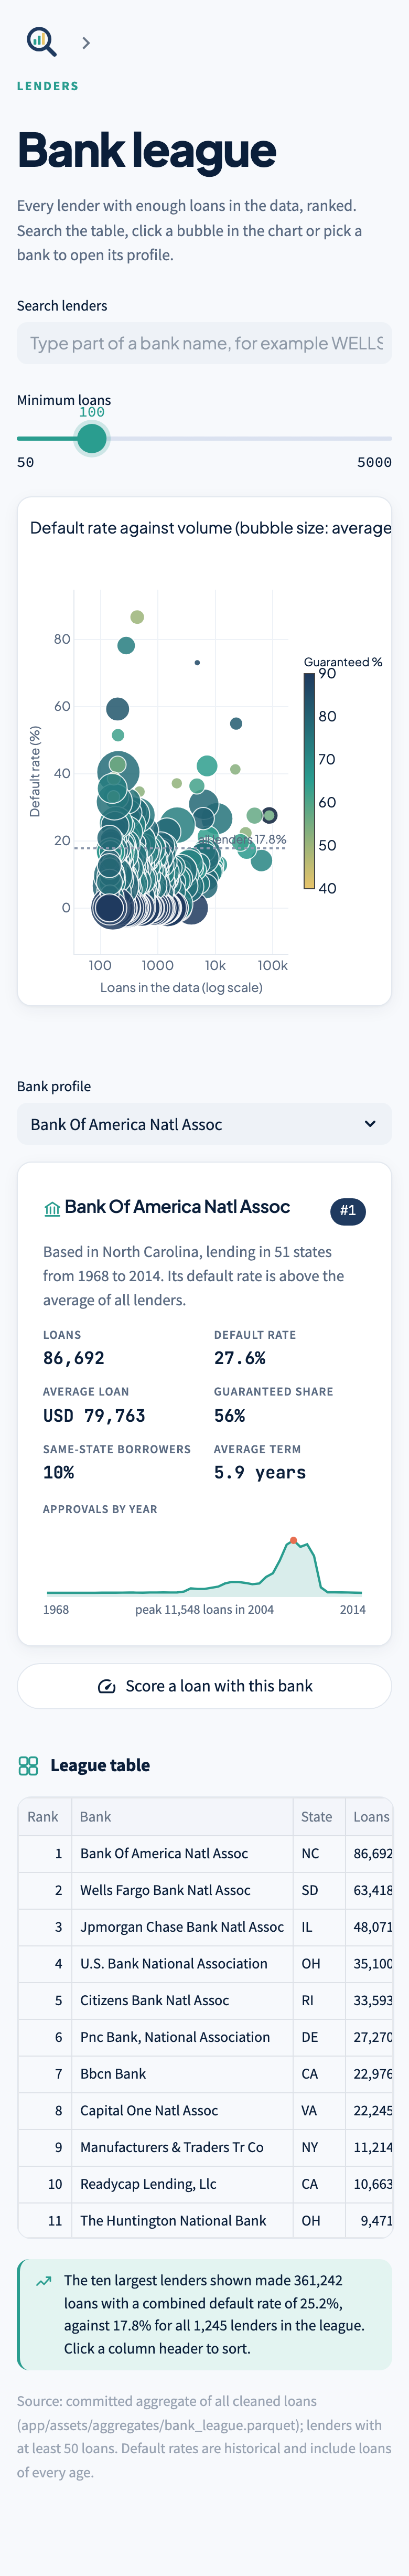 LENDERS
Bank league
Every lender with enough loans in the data, ranked.
Search the table, click a bubble in the chart or pick a
bank to open its profile.
Search lenders
Type part of a bank name, for example WELLS
Minimum loans
100
50 5000
Default rate against volume (bubble size: average
Guaranteed %
90
80
70
60
50
40
Default rate (%)
80
60
40
20
0
all lenders 17.8%
100 1000 10k 100k
Loans in the data (log scale)
Bank profile
Bank Of America Natl Assoc
Bank Of America Natl Assoc #1
Based in North Carolina, lending in 51 states
from 1968 to 2014. Its default rate is above the
average of all lenders.
LOANS DEFAULT RATE
86,692 27.6%
AVERAGE LOAN GUARANTEED SHARE
USD 79,763 56%
SAME-STATE BORROWERS AVERAGE TERM
10% 5.9 years
APPROVALS BY YEAR
1968 peak 11,548 loans in 2004 2014
Score a loan with this bank
League table
Rank Bank State Loans
1 Bank Of America Natl Assoc NC 86,692
2 Wells Fargo Bank Natl Assoc SD 63,418
3 Jpmorgan Chase Bank Natl Assoc IL 48,071
4 U.S. Bank National Association OH 35,100
5 Citizens Bank Natl Assoc RI 33,593
6 Pnc Bank, National Association DE 27,270
7 Bbcn Bank CA 22,976
8 Capital One Natl Assoc VA 22,245
9 Manufacturers & Traders Tr Co NY 11,214
10 Readycap Lending, Llc CA 10,663
11 The Huntington National Bank OH 9,471
The ten largest lenders shown made 361,242
loans with a combined default rate of 25.2%,
against 17.8% for all 1,245 lenders in the league.
Click a column header to sort.
Source: committed aggregate of all cleaned loans
(app/assets/aggregates/bank_league.parquet); lenders with
at least 50 loans. Default rates are historical and include loans
of every age.